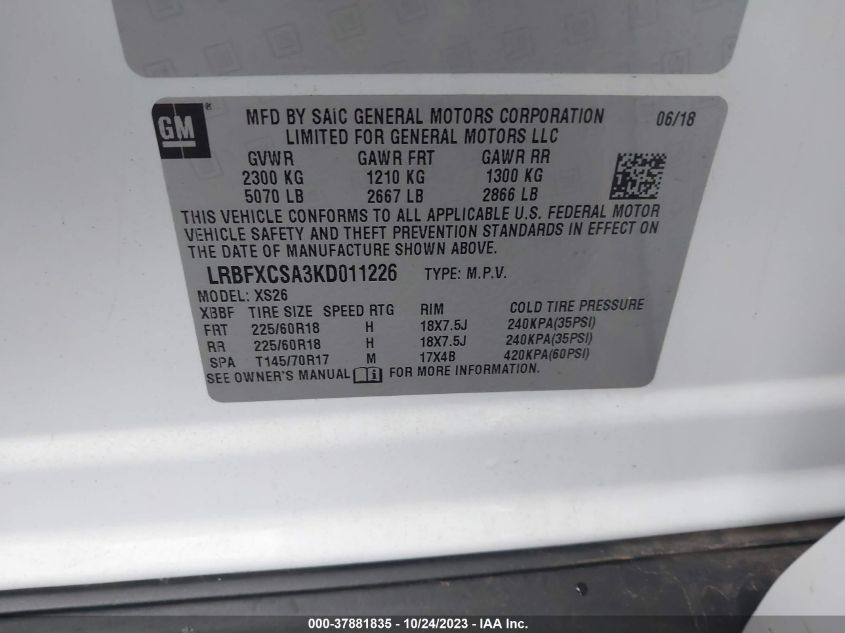 GM ®
MFD BY SAIC GENERAL MOTORS CORPORATION 06/18
LIMITED FOR GENERAL MOTORS LLC
GVWR GAWR FRT GAWR RR
2300 KG 1210 KG 1300 KG
5070 LB 2667 LB 2866 LB
THIS VEHICLE CONFORMS TO ALL APPLICABLE U.S. FEDERAL MOTOR
VEHICLE SAFETY AND THEFT PREVENTION STANDARDS IN EFFECT ON
THE DATE OF MANUFACTURE SHOWN ABOVE.
LRBFXCSA3KD011226 TYPE: M.P.V.
MODEL: XS26
XBBF TIRE SIZE SPEED RTG RIM COLD TIRE PRESSURE
FRT 225/60R18 H 18X7.5J 240KPA(35PSI)
RR 225/60R18 H 18X7.5J 240KPA(35PSI)
SPA T145/70R17 M 17X4B 420KPA(60PSI)
SEE OWNER'S MANUAL i FOR MORE INFORMATION.
000-37881835 - 10/24/2023 - IAA Inc.